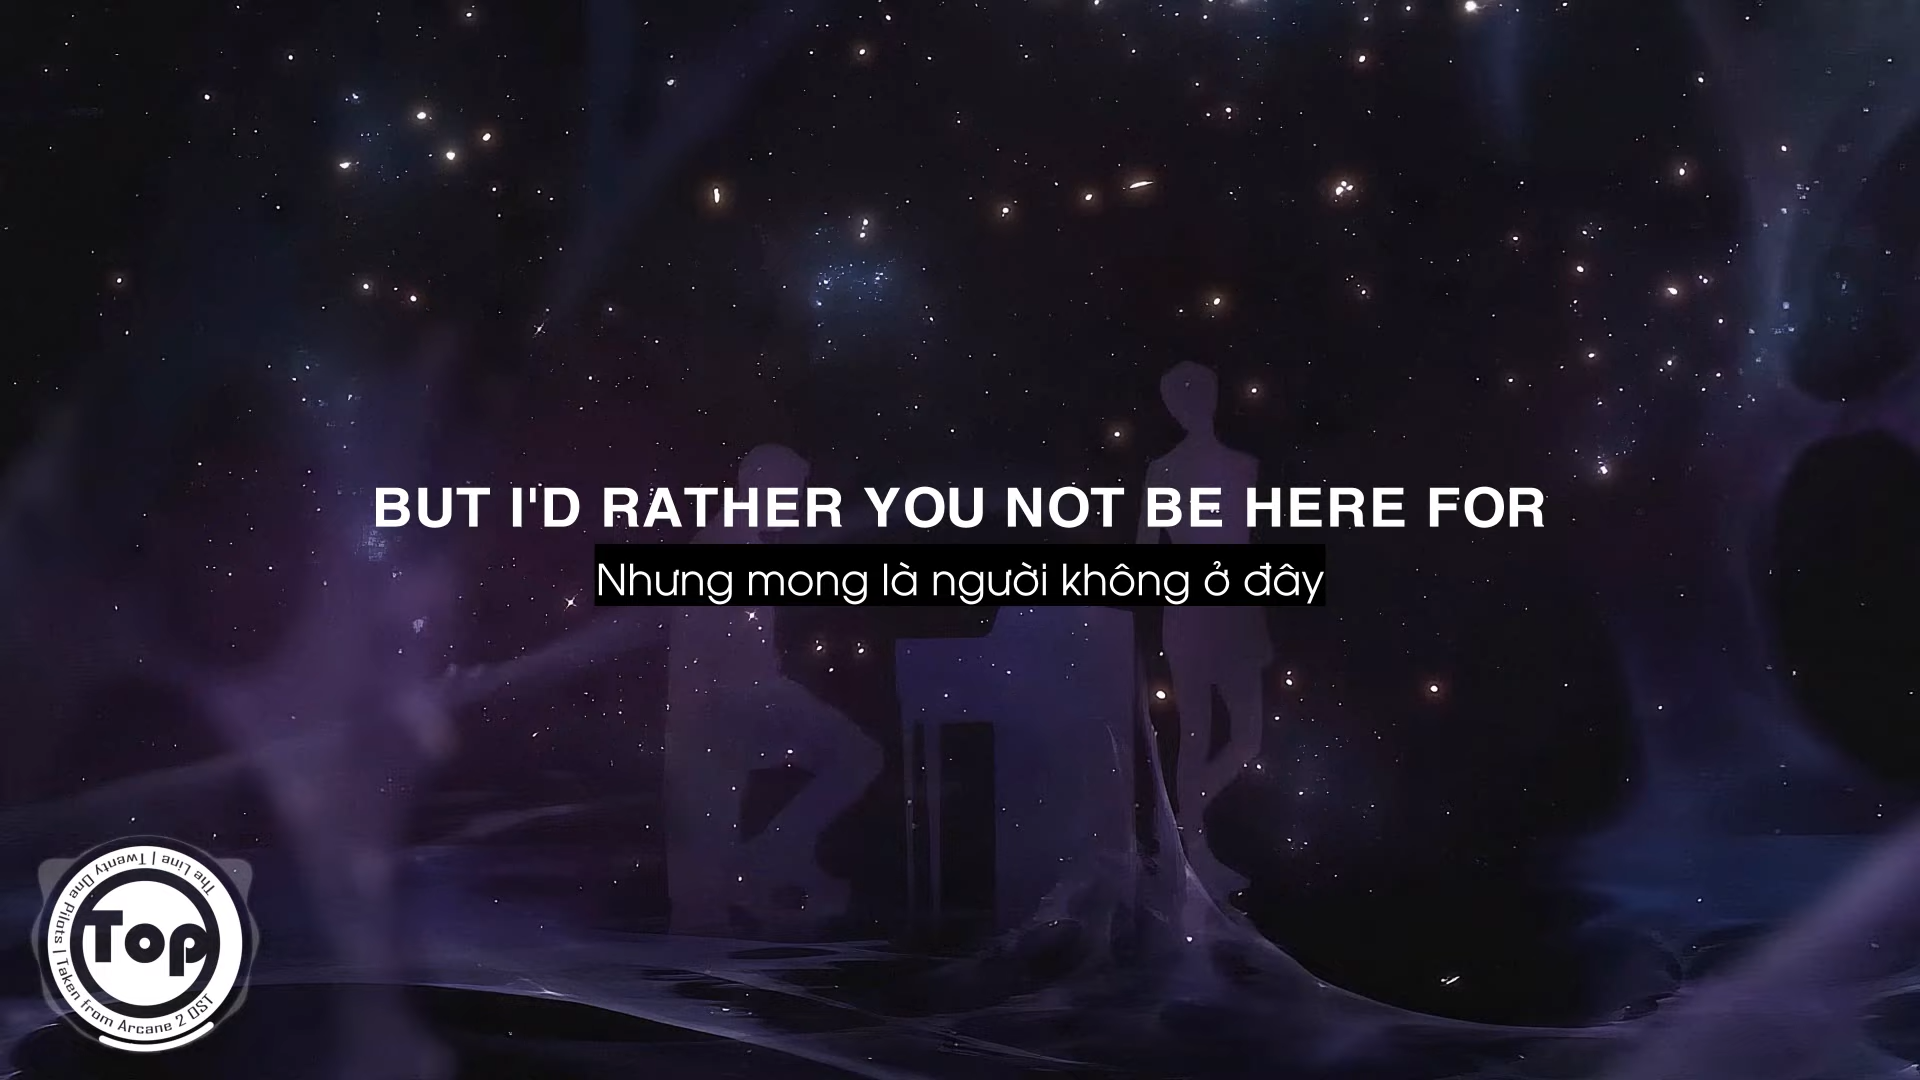 BUT I'D RATHER YOU NOT BE HERE FOR
Nhưng mong là người không ở đây
The Line | Twenty One Pilots | Taken from Arcane 2 OST
Top